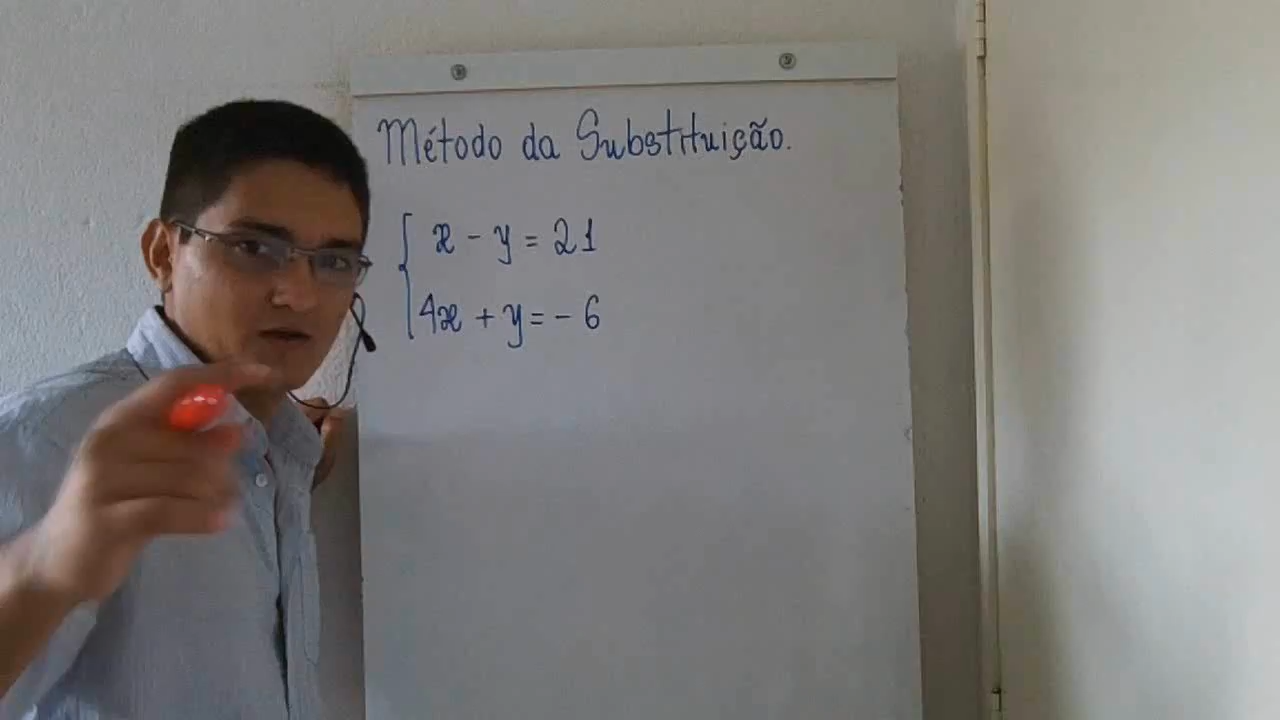 Método da Substituição.
x - y = 21
4x + y = - 6